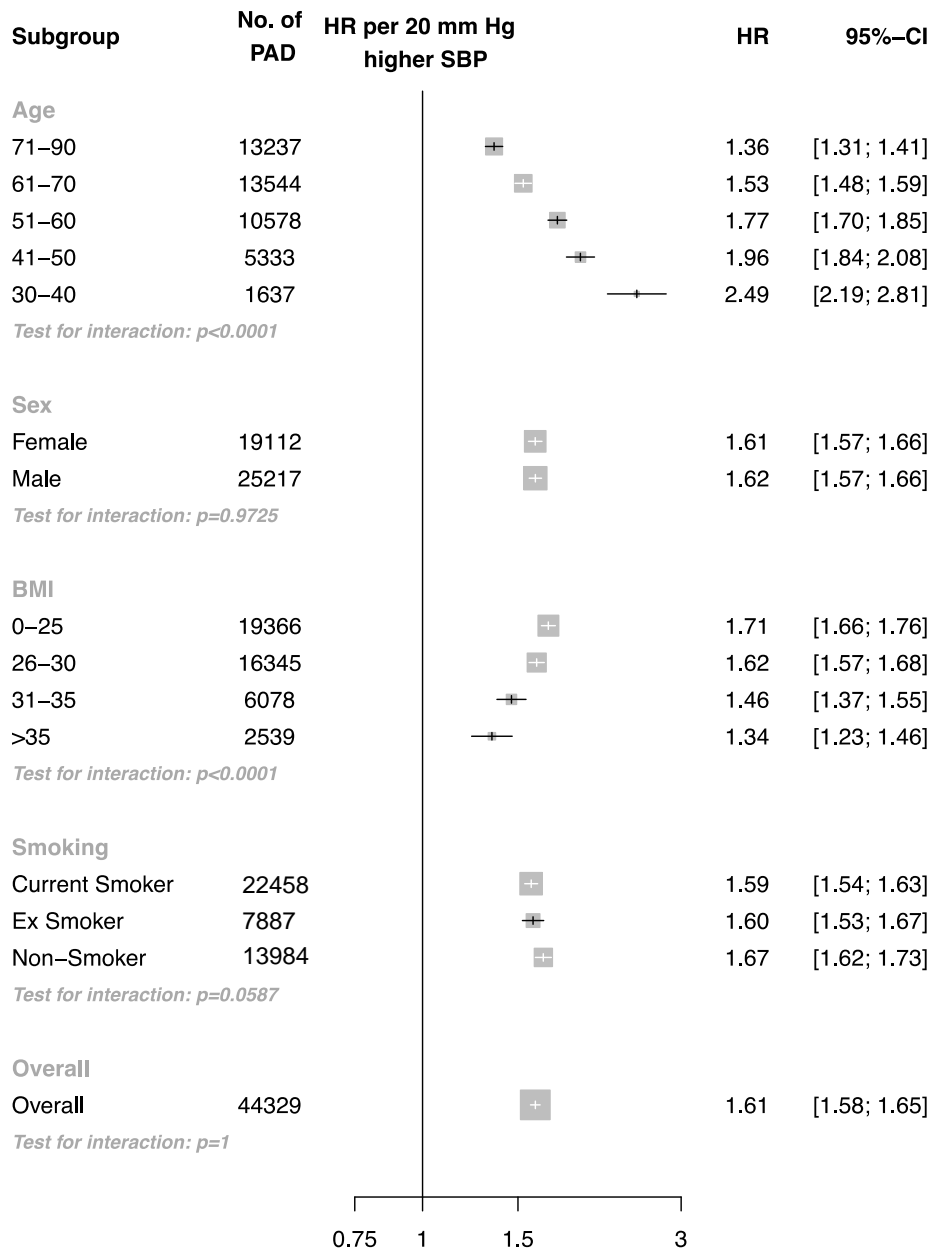 Subgroup No. of PAD HR per 20 mm Hg higher SBP HR 95%–CI
Age
71–90 13237 1.36 [1.31; 1.41]
61–70 13544 1.53 [1.48; 1.59]
51–60 10578 1.77 [1.70; 1.85]
41–50 5333 1.96 [1.84; 2.08]
30–40 1637 2.49 [2.19; 2.81]
Test for interaction: p<0.0001
Sex
Female 19112 1.61 [1.57; 1.66]
Male 25217 1.62 [1.57; 1.66]
Test for interaction: p=0.9725
BMI
0–25 19366 1.71 [1.66; 1.76]
26–30 16345 1.62 [1.57; 1.68]
31–35 6078 1.46 [1.37; 1.55]
>35 2539 1.34 [1.23; 1.46]
Test for interaction: p<0.0001
Smoking
Current Smoker 22458 1.59 [1.54; 1.63]
Ex Smoker 7887 1.60 [1.53; 1.67]
Non–Smoker 13984 1.67 [1.62; 1.73]
Test for interaction: p=0.0587
Overall
Overall 44329 1.61 [1.58; 1.65]
Test for interaction: p=1
0.75 1 1.5 3